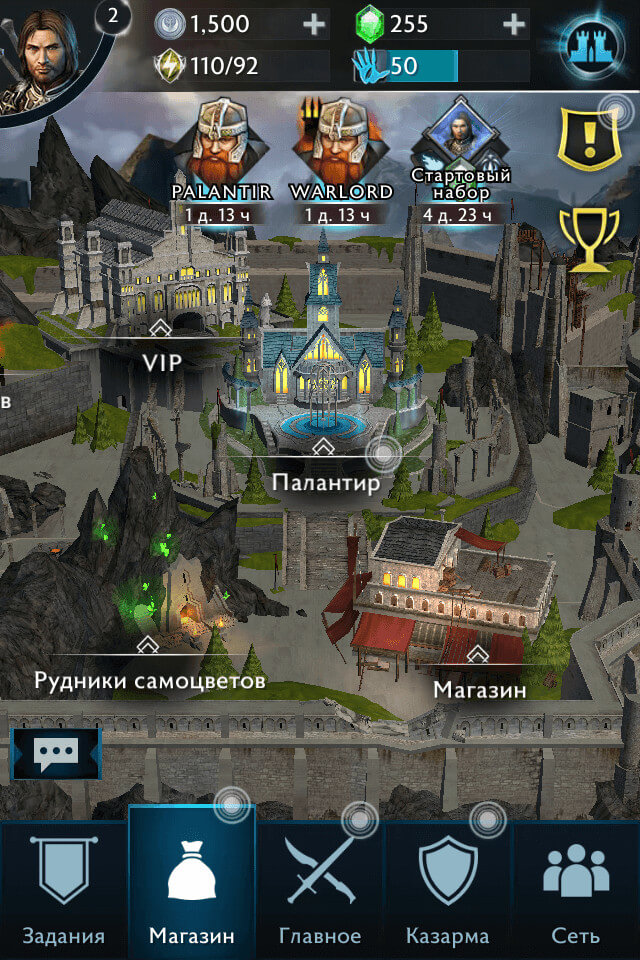 2
1,500
255
110/92
50
PALANTIR
WARLORD
Стартовый
набор
1 д. 13 ч
1 д. 13 ч
4 д. 23 ч
VIP
в
Палантир
Рудники самоцветов
Магазин
Задания
Магазин
Главное
Казарма
Сеть